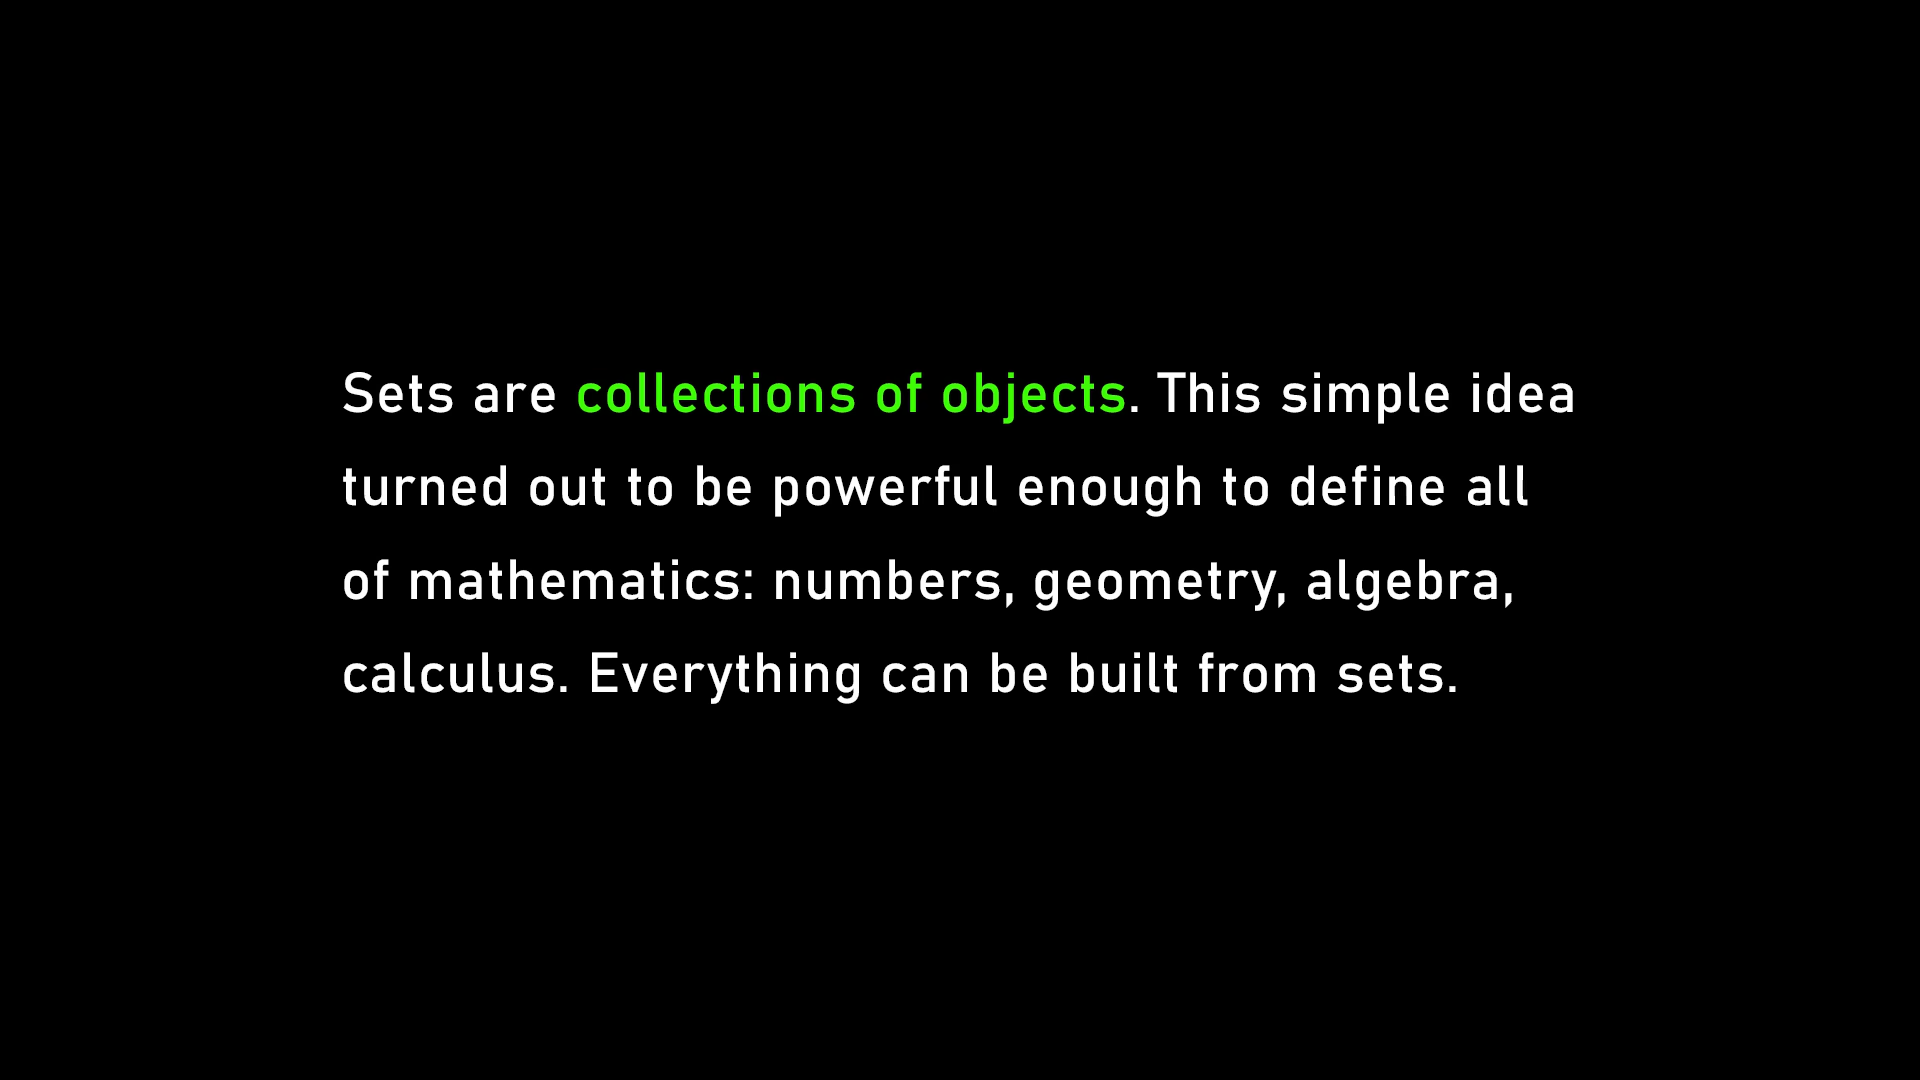 Sets are collections of objects. This simple idea
turned out to be powerful enough to define all
of mathematics: numbers, geometry, algebra,
calculus. Everything can be built from sets.